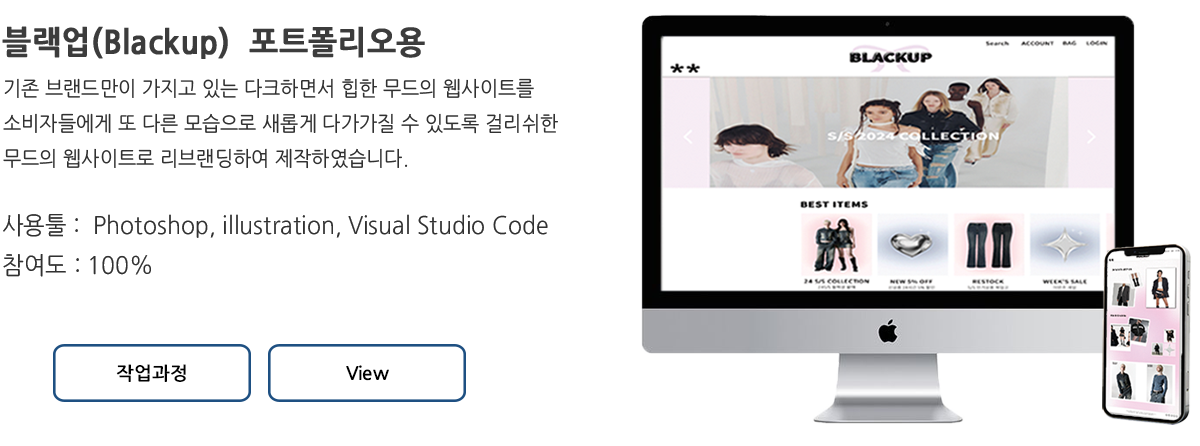 블랙업(Blackup)  포트폴리오용
기존 브랜드만이 가지고 있는 다크하면서 힙한 무드의 웹사이트를
소비자들에게 또 다른 모습으로 새롭게 다가가질 수 있도록 걸리쉬한
무드의 웹사이트로 리브랜딩하여 제작하였습니다.
사용툴 :  Photoshop, illustration, Visual Studio Code
참여도 : 100%
작업과정
View
Search ACCOUNT BAG LOGIN
BLACKUP
**
S/S 2024 COLLECTION
BEST ITEMS
24 S/S COLLECTION
NEW 5% OFF
RESTOCK
WEEK'S SALE